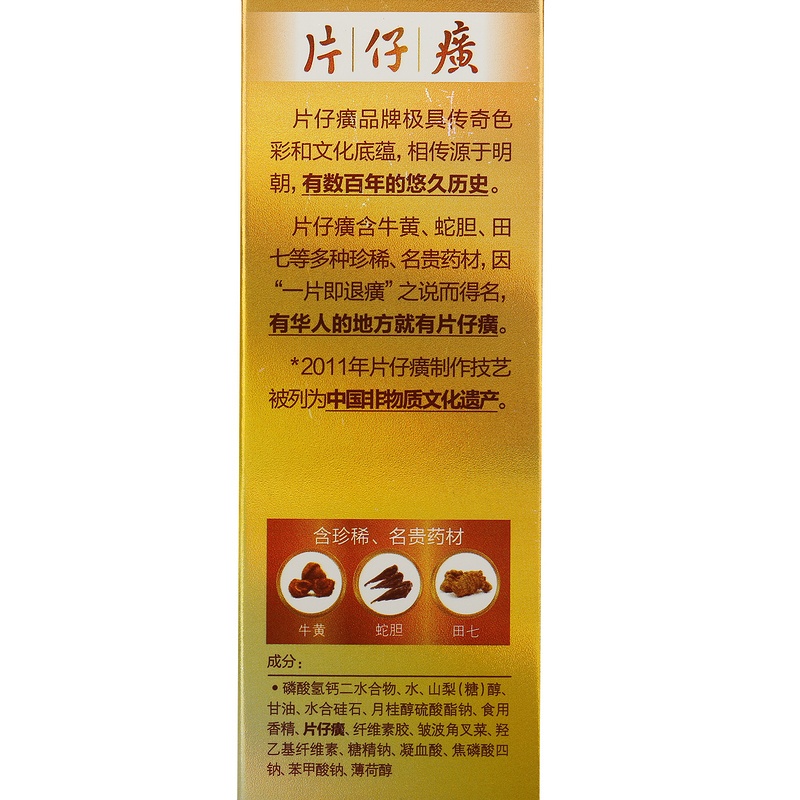 片仔癀
片仔癀品牌极具传奇色
彩和文化底蕴,相传源于明
朝,有数百年的悠久历史。
片仔癀含牛黄、蛇胆、田
七等多种珍稀、名贵药材,因
“一片即退癀”之说而得名,
有华人的地方就有片仔癀。
*2011年片仔癀制作技艺
被列为中国非物质文化遗产。
含珍稀、名贵药材
牛黄 蛇胆 田七
成分:
•磷酸氢钙二水合物、水、山梨(糖)醇、
甘油、水合硅石、月桂醇硫酸酯钠、食用
香精、片仔癀、纤维素胶、皱波角叉菜、羟
乙基纤维素、糖精钠、凝血酸、焦磷酸四
钠、苯甲酸钠、薄荷醇